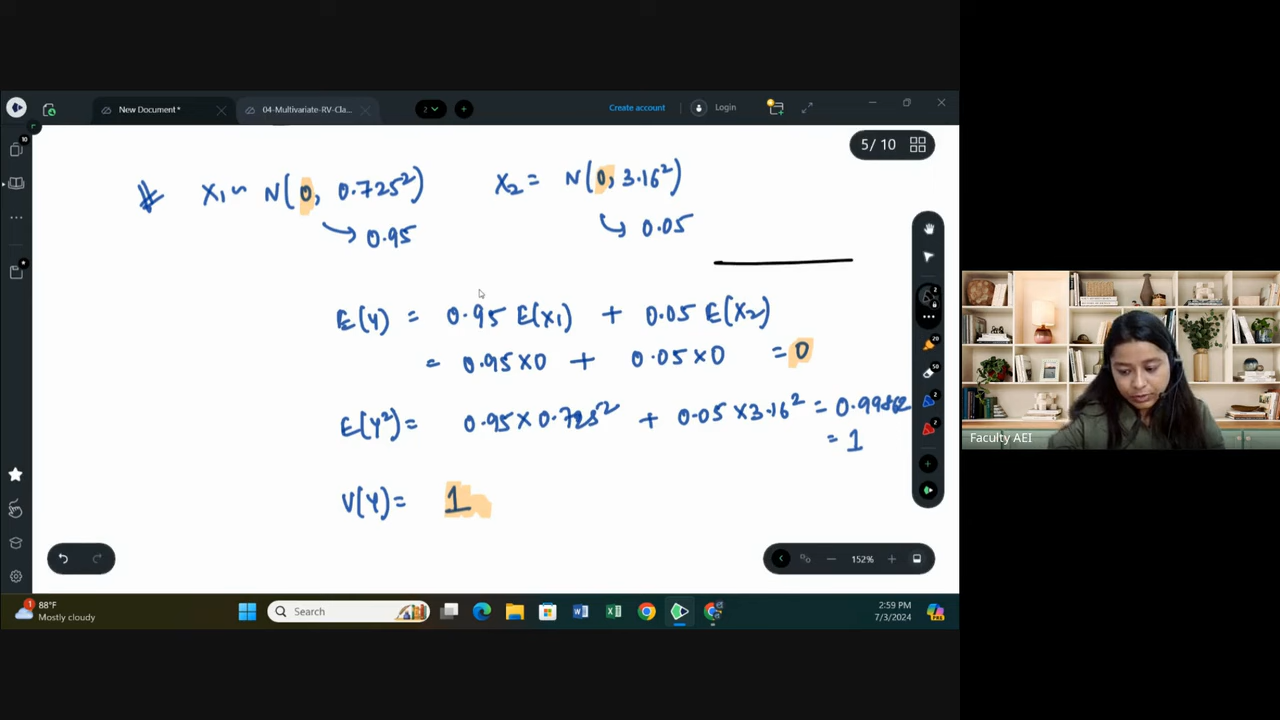 New Document*
04-Multivariate-RV-Cla...
2
Create account
Login
5 / 10
X₁ ~ N(0, 0.725²) X₂ = N(0, 3.16²)
→ 0.95 → 0.05
E(Y) = 0.95 E(X₁) + 0.05 E(X₂)
= 0.95 × 0 + 0.05 × 0 = 0
E(Y²) = 0.95 × 0.725² + 0.05 × 3.16² =
= 1
V(Y) = 1
Faculty AEI
152%
88°F
Mostly cloudy
Search
2:59 PM
7/3/2024